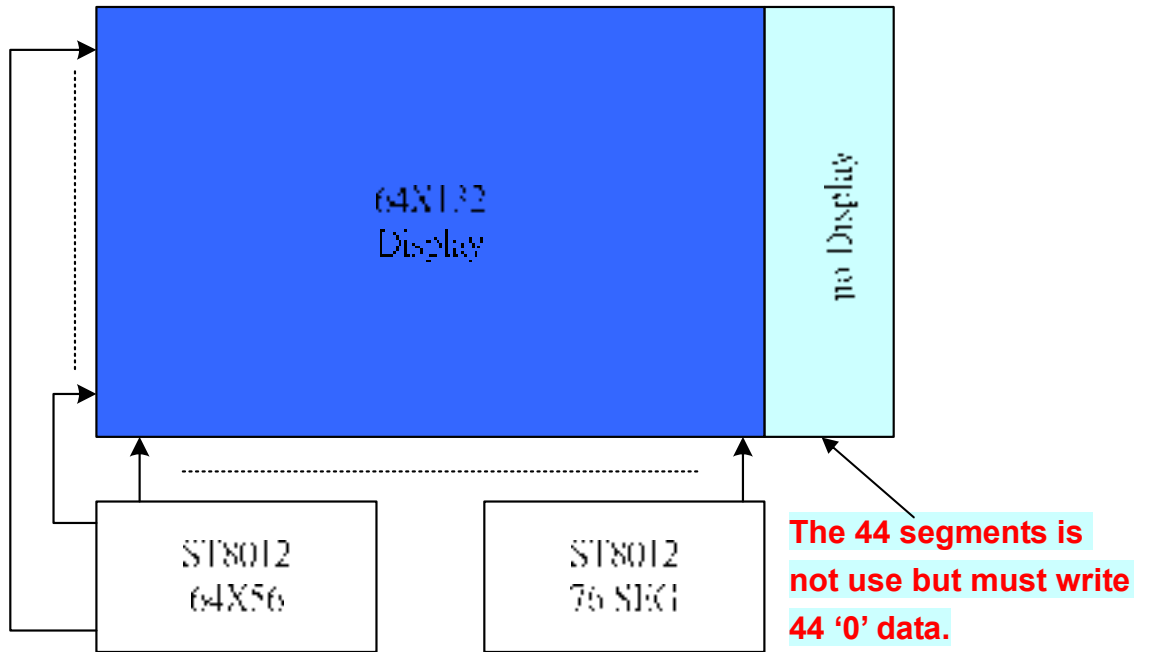 64X132
Display
no Display
ST8012
64X56
ST8012
76 SEG
The 44 segments is
not use but must write
44 ‘0’ data.